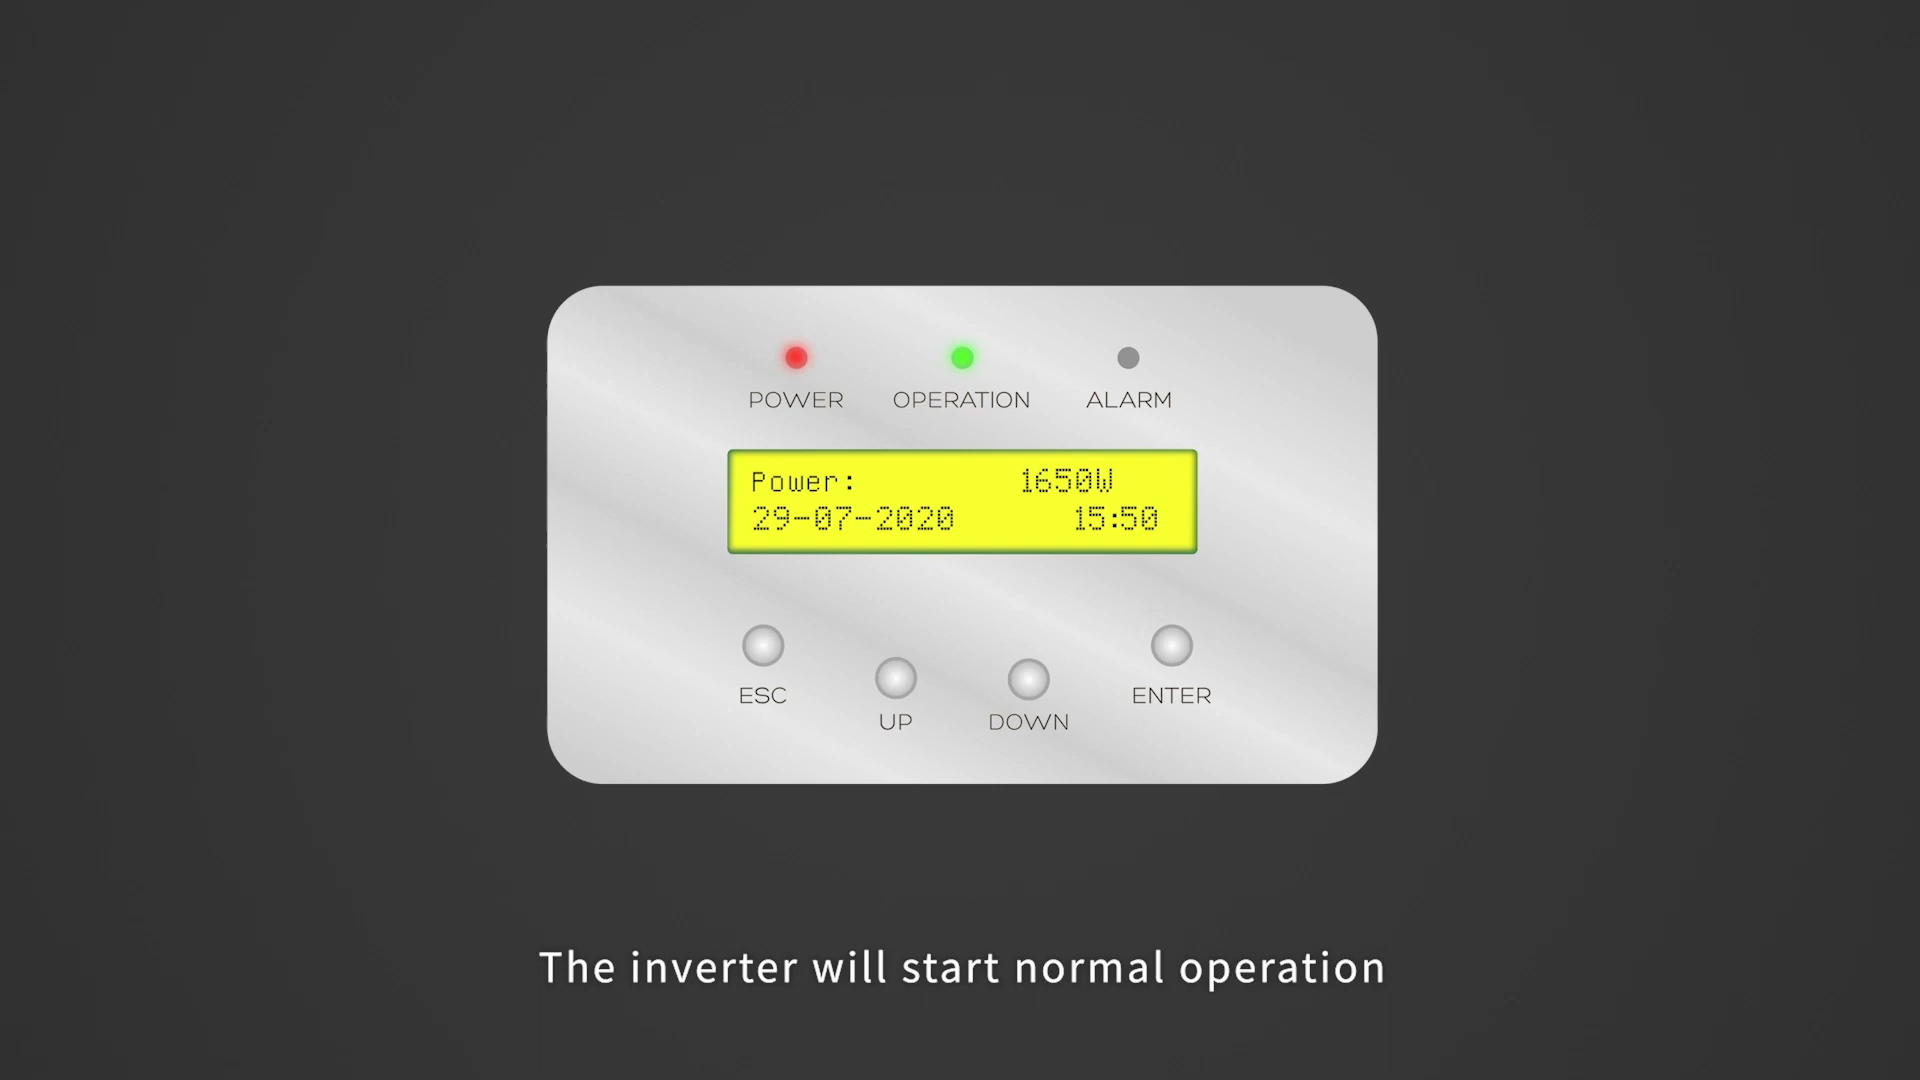 POWER OPERATION ALARM
Power: 1650W
29-07-2020 15:50
ESC UP DOWN ENTER
The inverter will start normal operation